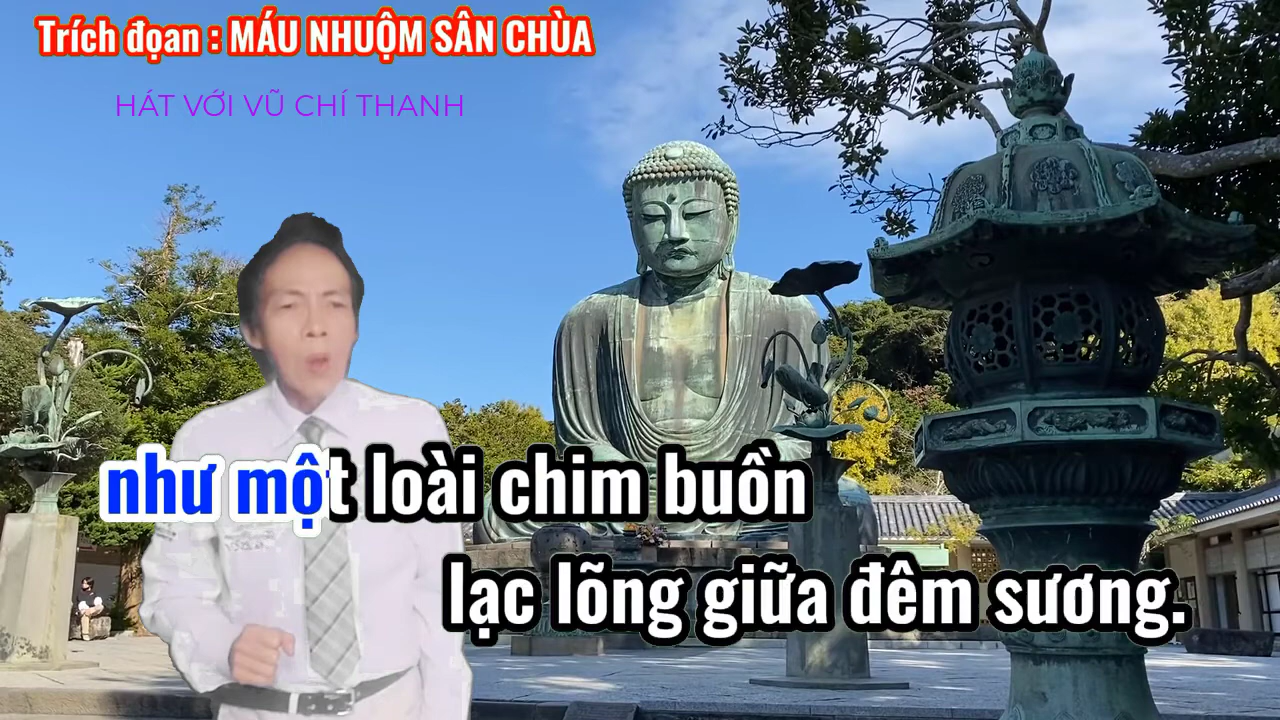 Trích đọan : MÁU NHUỘM SÂN CHÙA
HÁT VỚI VŨ CHÍ THANH
như một loài chim buồn
lạc lõng giữa đêm sương.